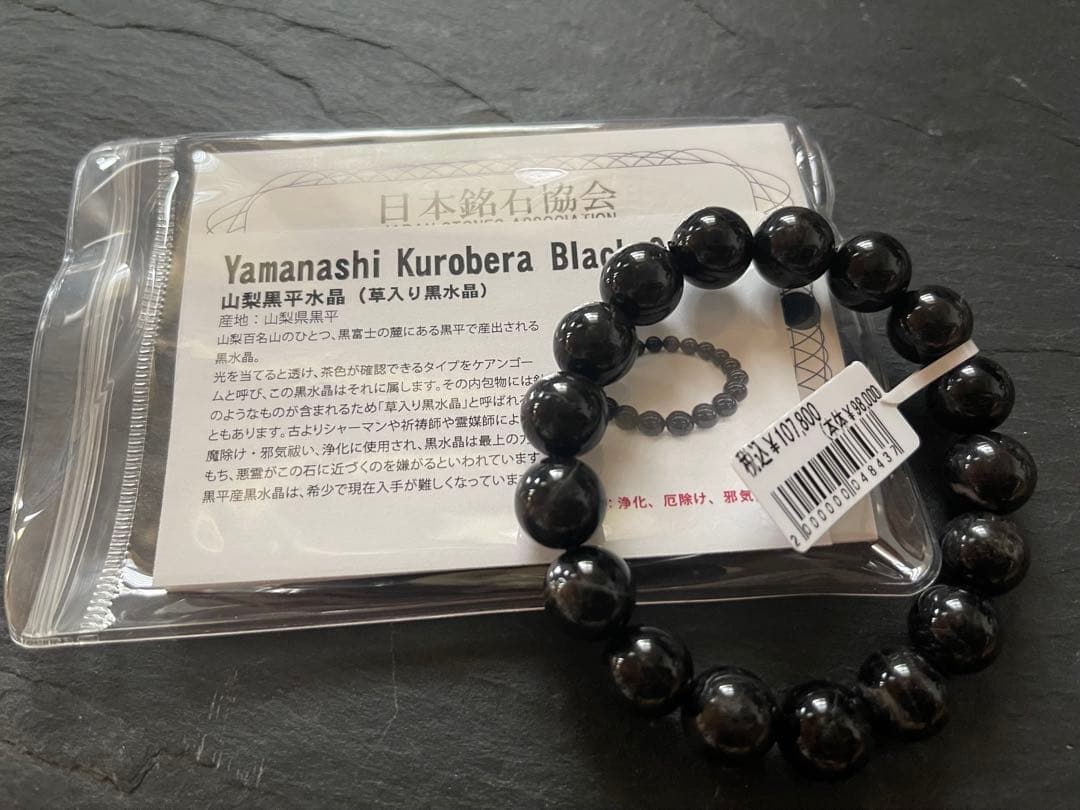 日本銘石協会
JAPAN STONES ASSOCIATION
Yamanashi Kurobera Black
山梨黒平水晶（草入り黒水晶）
産地：山梨県黒平
山梨百名山のひとつ、黒富士の麓にある黒平で産出される
黒水晶。
光を当てると透け、茶色が確認できるタイプをケアンゴー
ムと呼び、この黒水晶はそれに属します。その内包物には
のようなものが含まれるため「草入り黒水晶」と呼ばれる
ともあります。古よりシャーマンや祈祷師や霊媒師によ
魔除け・邪気祓い、浄化に使用され、黒水晶は最上の
もち、悪霊がこの石に近づくのを嫌がるといわれています
黒平産黒水晶は、希少で現在入手が難しくなっていま
：浄化、厄除け、邪気
税込¥107,800
本体¥98,000
2000000048437